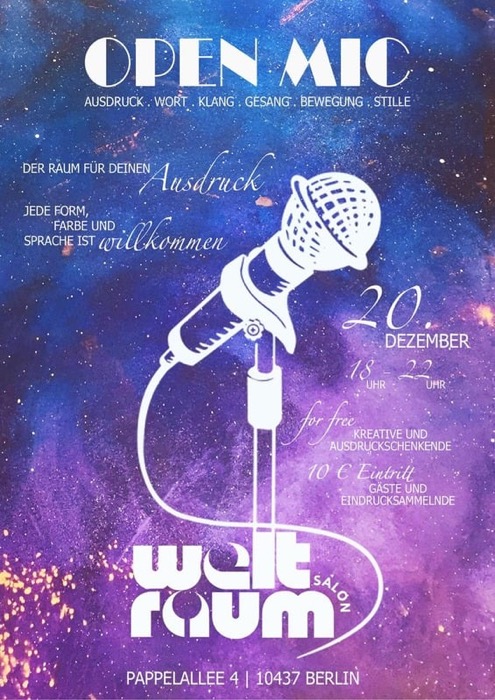 OPEN MIC
AUSDRUCK . WORT . KLANG . GESANG . BEWEGUNG . STILLE
DER RAUM FÜR DEINEN Ausdruck
JEDE FORM,
FARBE UND
SPRACHE IST willkommen
20.
DEZEMBER
18 - 22
UHR UHR
for free
KREATIVE UND
AUSDRUCKSCHENKENDE
10 € Eintritt
GÄSTE UND
EINDRUCKSAMMELNDE
welt
raum SALON
PAPPELALLEE 4 | 10437 BERLIN